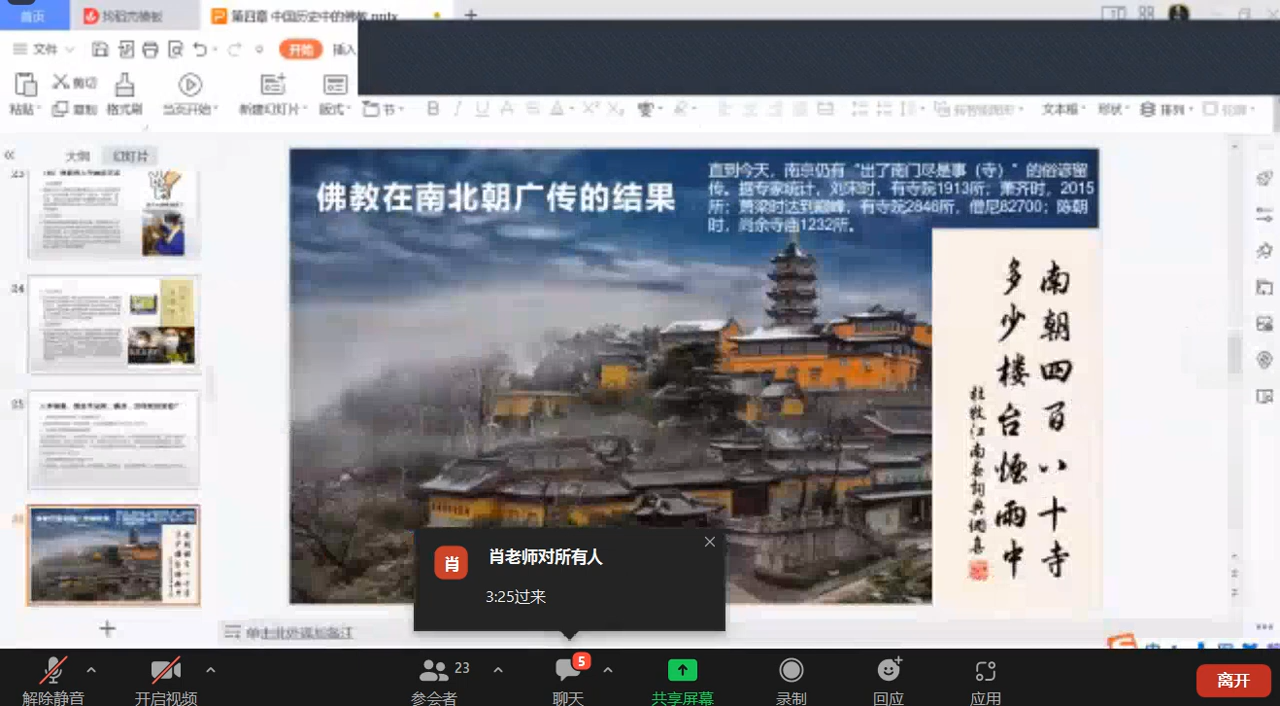 首页
找稻壳模板
第四章 中国历史中的佛教.pptx
文件
开始
插入
粘贴
剪切
复制
格式刷
当页开始
新建幻灯片
版式
节
文本框
形状
排列
大纲
幻灯片
24
25
佛教在南北朝广传的结果
直到今天，南京仍有“出了南门尽是事（寺）”的俗谚留
传。据专家统计，刘宋时，有寺院1913所；萧齐时，2015
所；萧梁时达到巅峰，有寺院2846所，僧尼82700；陈朝
时，尚余寺庙1232所。
南朝四百八十寺
多少楼台烟雨中
肖
肖老师对所有人
3:25过来
单击此处添加备注
解除静音
开启视频
23
参会者
5
聊天
共享屏幕
录制
回应
应用
离开